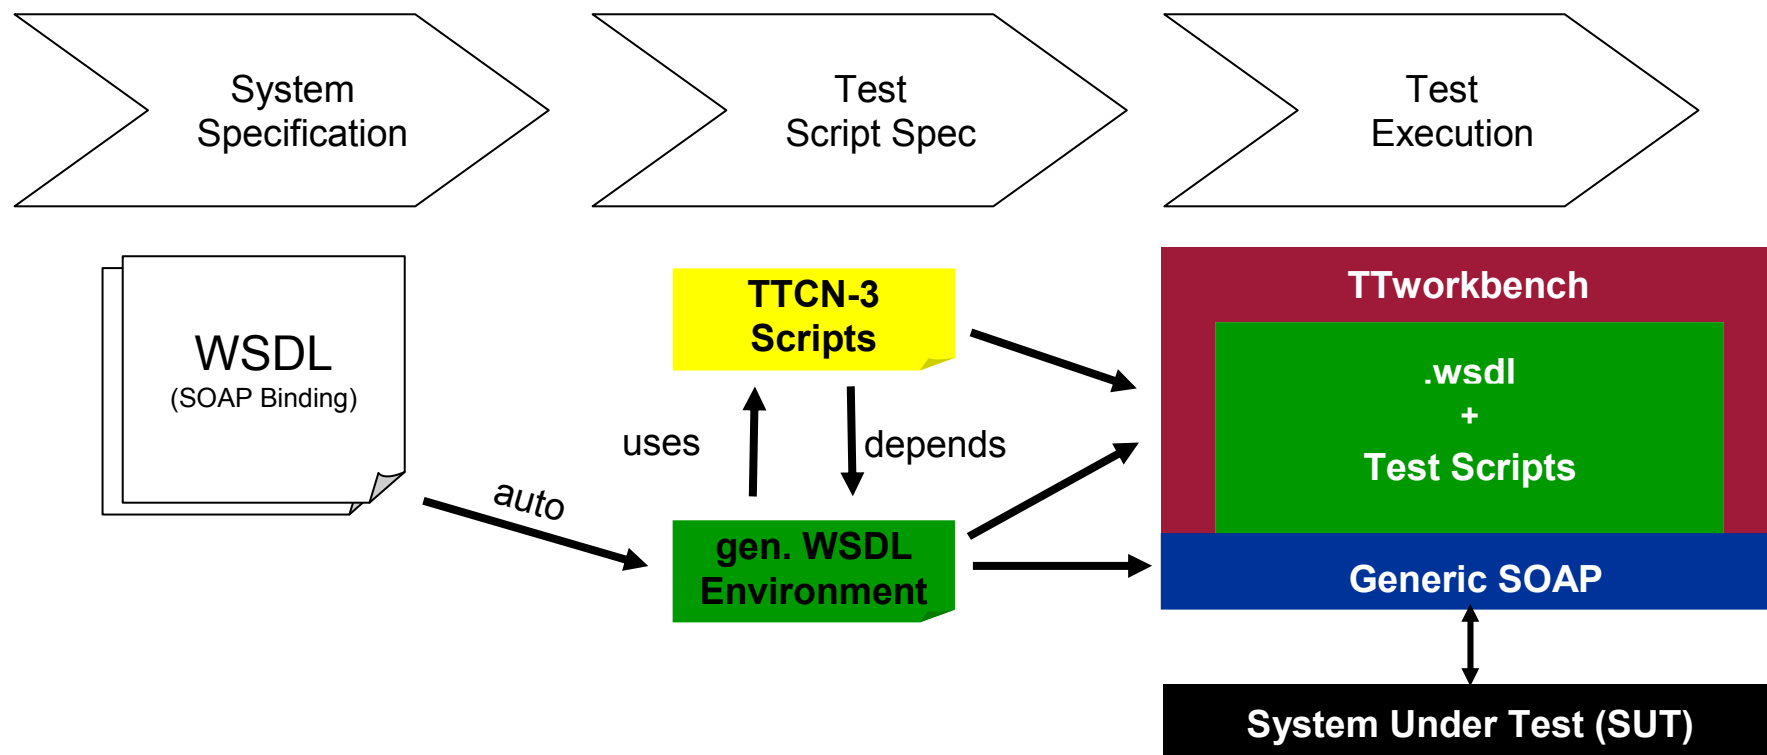 System
Specification
Test
Script Spec
Test
Execution
WSDL
(SOAP Binding)
auto
TTCN-3
Scripts
uses
depends
gen. WSDL
Environment
TTworkbench
.wsdl
+
Test Scripts
Generic SOAP
System Under Test (SUT)